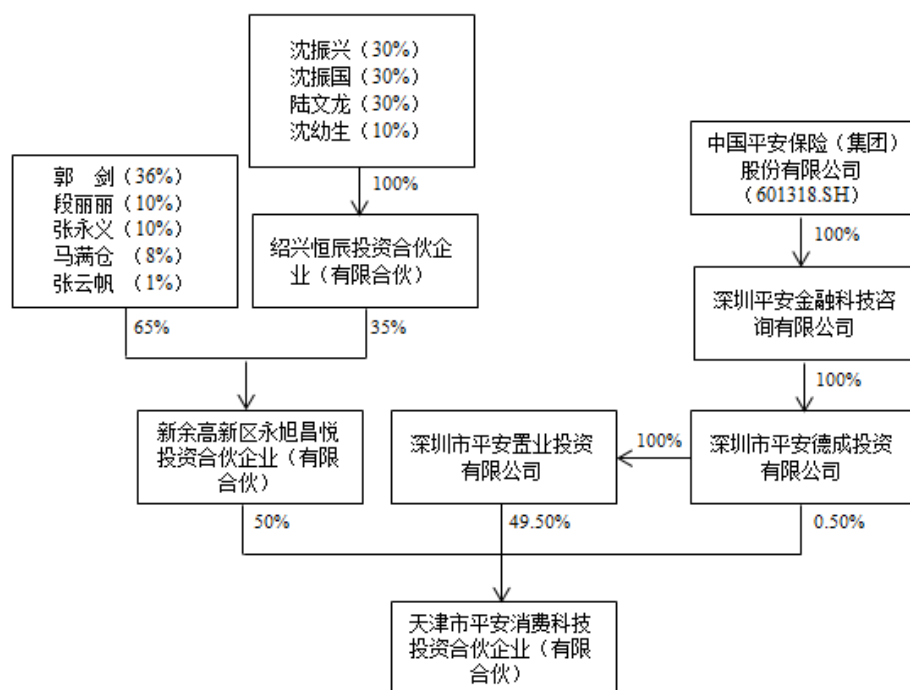 沈振兴（30%）
沈振国（30%）
陆文龙（30%）
沈幼生（10%）
中国平安保险（集团）
股份有限公司
（601318.SH）
郭　剑（36%）
段丽丽（10%）
张永义（10%）
马满仓 （8%）
张云帆 （1%）
100%
绍兴恒辰投资合伙企
业（有限合伙）
100%
深圳平安金融科技咨
询有限公司
65%
35%
100%
新余高新区永旭昌悦
投资合伙企业（有限
合伙）
深圳市平安置业投资
有限公司
100%
深圳市平安德成投资
有限公司
50%
49.50%
0.50%
天津市平安消费科技
投资合伙企业（有限
合伙）